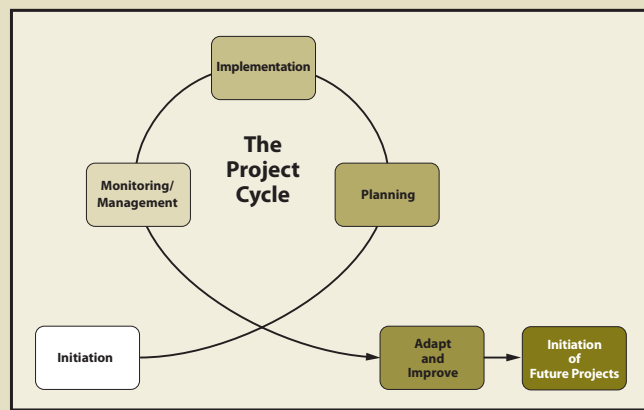 Implementation
The
Project
Cycle
Monitoring/
Management
Planning
Initiation
Adapt
and
Improve
Initiation
of
Future Projects